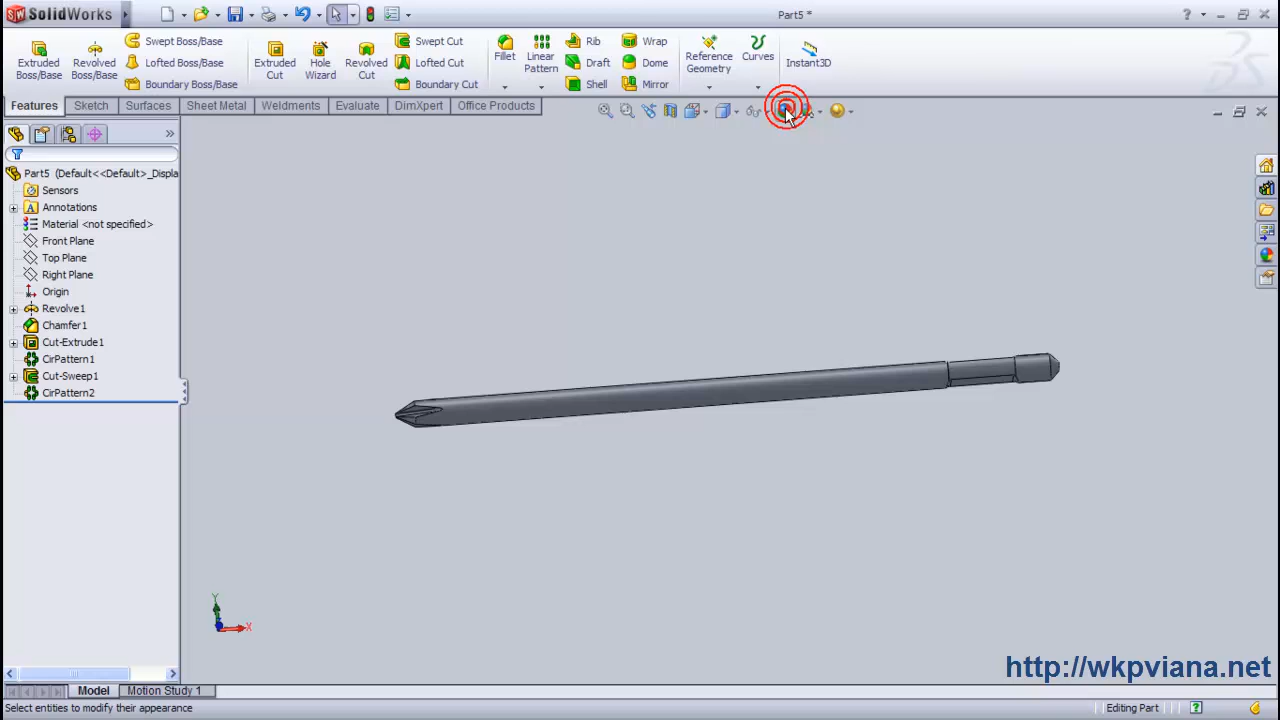 SolidWorks
Part5 *
Extruded Boss/Base
Revolved Boss/Base
Swept Boss/Base
Lofted Boss/Base
Boundary Boss/Base
Extruded Cut
Hole Wizard
Revolved Cut
Swept Cut
Lofted Cut
Boundary Cut
Fillet
Linear Pattern
Rib
Draft
Shell
Wrap
Dome
Mirror
Reference Geometry
Curves
Instant3D
Features
Sketch
Surfaces
Sheet Metal
Weldments
Evaluate
DimXpert
Office Products
Part5 (Default<<Default>_Displa
Sensors
Annotations
Material <not specified>
Front Plane
Top Plane
Right Plane
Origin
Revolve1
Chamfer1
Cut-Extrude1
CirPattern1
Cut-Sweep1
CirPattern2
Y
X
http://wkpviana.net
Model
Motion Study 1
Select entities to modify their appearance
Editing Part